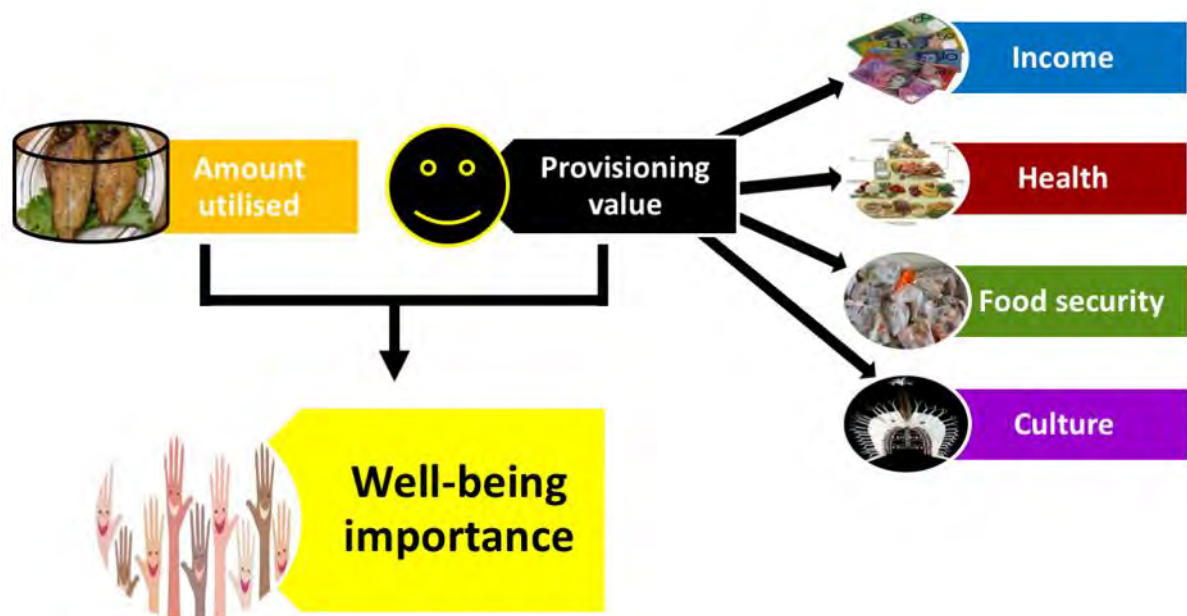 Income
Amount
utilised
Provisioning
value
Health
Food security
Culture
Well-being
importance